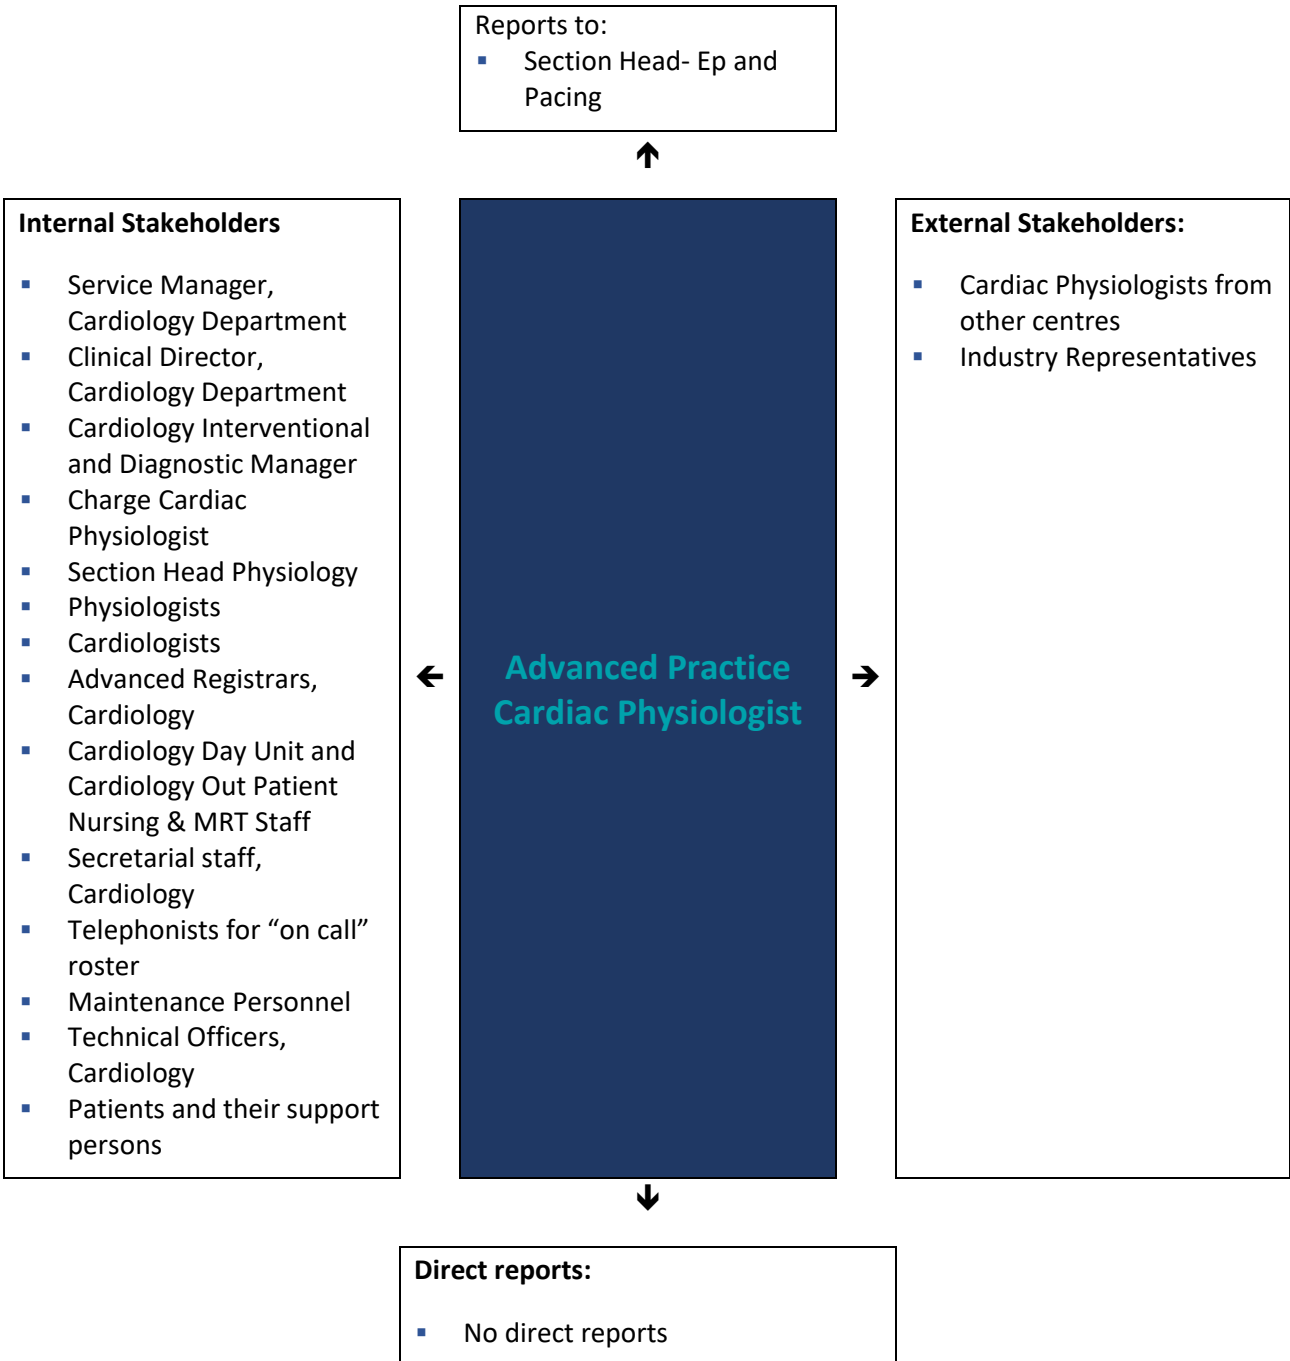 Reports to:
▪ Section Head- Ep and
Pacing
🡹
Internal Stakeholders
▪ Service Manager,
Cardiology Department
▪ Clinical Director,
Cardiology Department
▪ Cardiology Interventional
and Diagnostic Manager
▪ Charge Cardiac
Physiologist
▪ Section Head Physiology
▪ Physiologists
▪ Cardiologists
▪ Advanced Registrars,
Cardiology
▪ Cardiology Day Unit and
Cardiology Out Patient
Nursing & MRT Staff
▪ Secretarial staff,
Cardiology
▪ Telephonists for “on call”
roster
▪ Maintenance Personnel
▪ Technical Officers,
Cardiology
▪ Patients and their support
persons
🡸
Advanced Practice
Cardiac Physiologist
🡺
External Stakeholders:
▪ Cardiac Physiologists from
other centres
▪ Industry Representatives
🡻
Direct reports:
▪ No direct reports